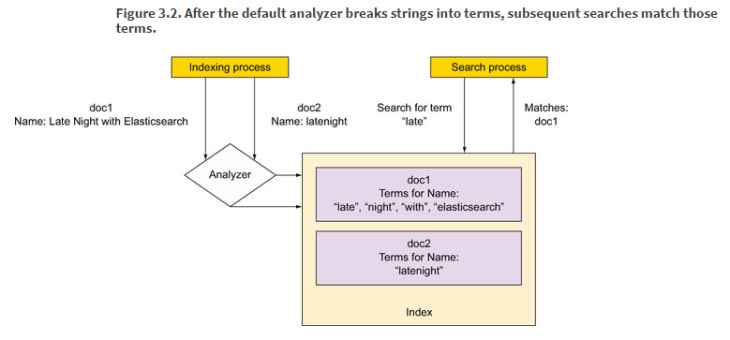 Figure 3.2. After the default analyzer breaks strings into terms, subsequent searches match those
terms.
Indexing process
Search process
doc1
Name: Late Night with Elasticsearch
doc2
Name: latenight
Search for term
"late"
Matches:
doc1
Analyzer
doc1
Terms for Name:
"late", "night", "with", "elasticsearch"
doc2
Terms for Name:
"latenight"
Index